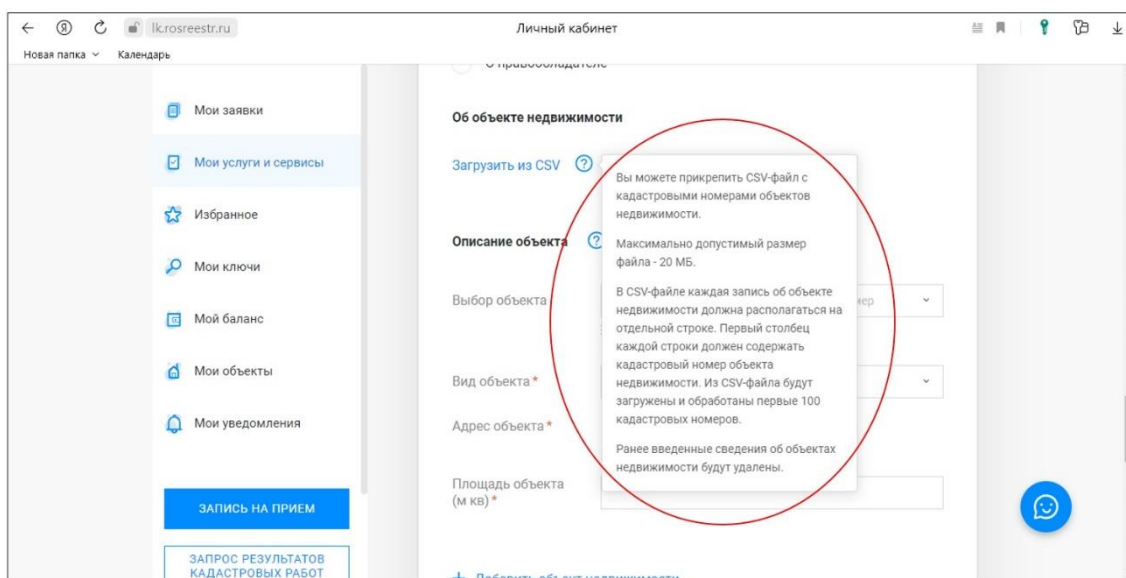 lk.rosreestr.ru
Личный кабинет
Новая папка
Календарь
О правообладателе
Мои заявки
Мои услуги и сервисы
Избранное
Мои ключи
Мой баланс
Мои объекты
Мои уведомления
ЗАПИСЬ НА ПРИЕМ
ЗАПРОС РЕЗУЛЬТАТОВ
КАДАСТРОВЫХ РАБОТ
Об объекте недвижимости
Загрузить из CSV ?
Вы можете прикрепить CSV-файл с
кадастровыми номерами объектов
недвижимости.
Максимально допустимый размер
файла - 20 МБ.
В CSV-файле каждая запись об объекте
недвижимости должна располагаться на
отдельной строке. Первый столбец
каждой строки должен содержать
кадастровый номер объекта
недвижимости. Из CSV-файла будут
загружены и обработаны первые 100
кадастровых номеров.
Ранее введенные сведения об объектах
недвижимости будут удалены.
Описание объекта ?
Выбор объекта
Вид объекта *
Адрес объекта *
Площадь объекта
(м кв) *
+ Добавить объект недвижимости